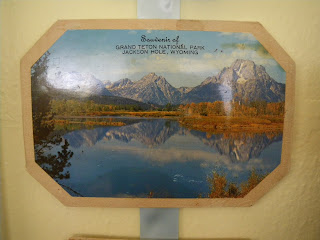 Souvenir of
GRAND TETON NATIONAL PARK
JACKSON HOLE, WYOMING